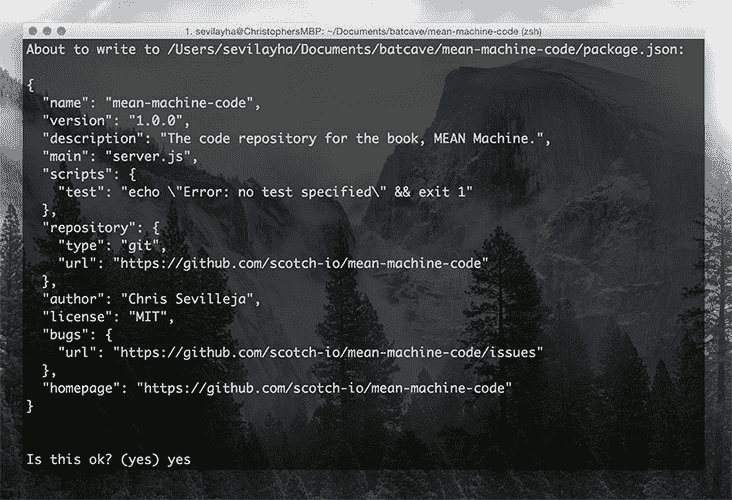 1. sevilayha@ChristophersMBP: ~/Documents/batcave/mean-machine-code (zsh)
About to write to /Users/sevilayha/Documents/batcave/mean-machine-code/package.json:
{
  "name": "mean-machine-code",
  "version": "1.0.0",
  "description": "The code repository for the book, MEAN Machine.",
  "main": "server.js",
  "scripts": {
    "test": "echo \"Error: no test specified\" && exit 1"
  },
  "repository": {
    "type": "git",
    "url": "https://github.com/scotch-io/mean-machine-code"
  },
  "author": "Chris Sevilleja",
  "license": "MIT",
  "bugs": {
    "url": "https://github.com/scotch-io/mean-machine-code/issues"
  },
  "homepage": "https://github.com/scotch-io/mean-machine-code"
}
Is this ok? (yes) yes